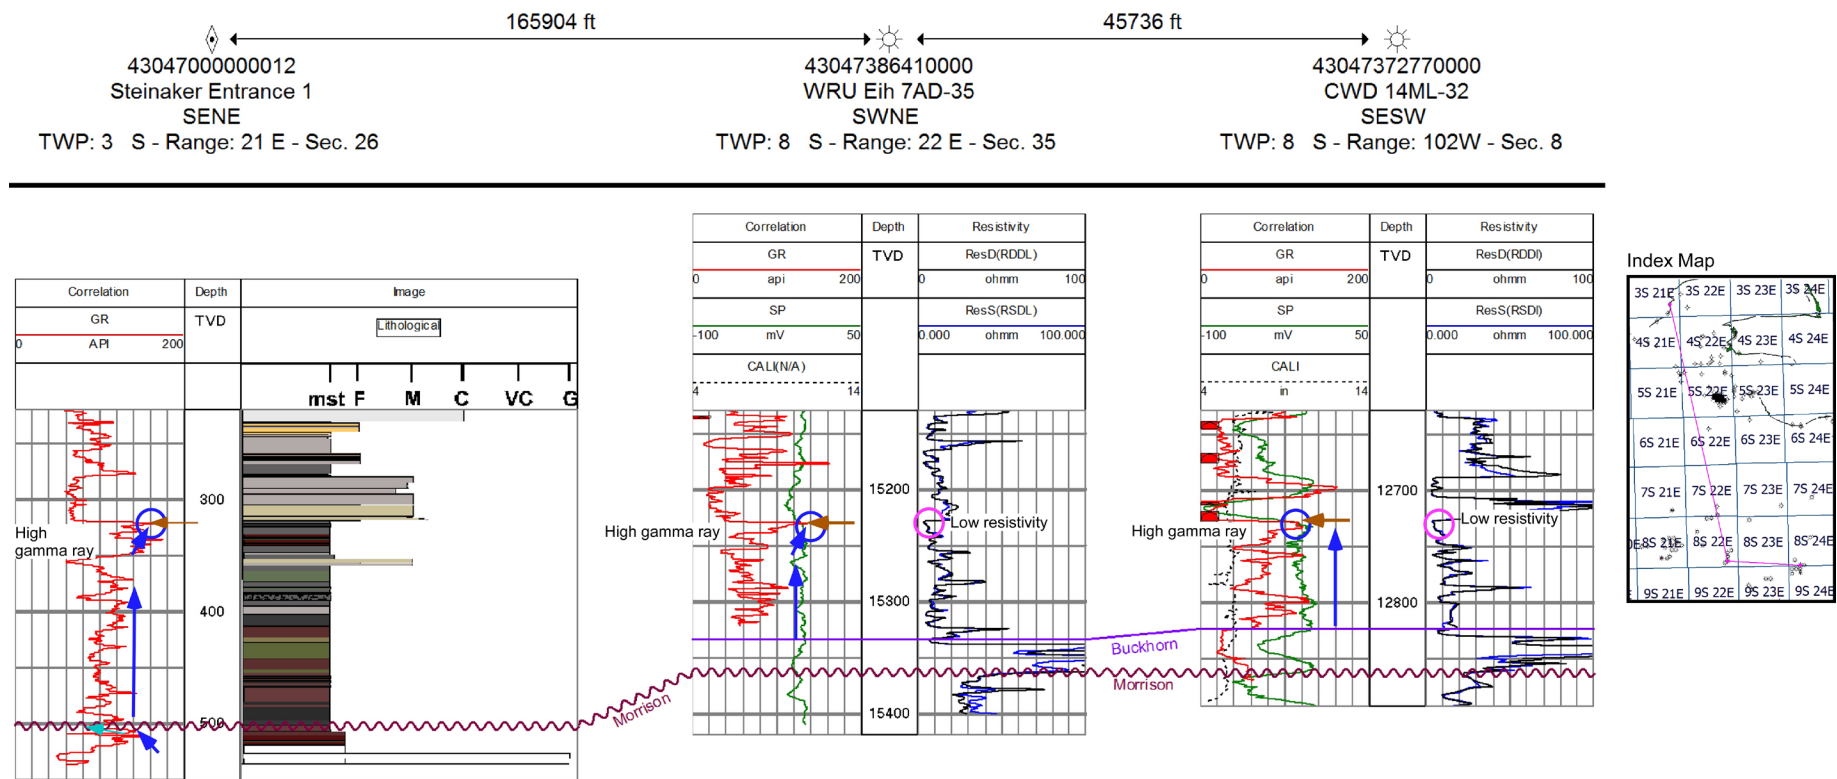 165904 ft
45736 ft
43047000000012
Steinaker Entrance 1
SENE
TWP: 3 S - Range: 21 E - Sec. 26
43047386410000
WRU Eih 7AD-35
SWNE
TWP: 8 S - Range: 22 E - Sec. 35
43047372770000
CWD 14ML-32
SESW
TWP: 8 S - Range: 102W - Sec. 8
Correlation
Depth
Image
GR
TVD
0 API 200
Lithological
mst F M C VC G
300
400
500
High
gamma ray
Correlation
Depth
Resistivity
GR
TVD
ResD(RDDL)
0 api 200
0 ohmm 100
SP
ResS(RSDL)
-100 mV 50
0.000 ohmm 100.000
CALI(N/A)
4 14
15200
15300
15400
High gamma ray
Low resistivity
Correlation
Depth
Resistivity
GR
TVD
ResD(RDDI)
0 api 200
0 ohmm 100
SP
ResS(RSDI)
-100 mV 50
0.000 ohmm 100.000
CALI
4 in 14
12700
12800
High gamma ray
Low resistivity
Buckhorn
Morrison
Morrison
Index Map
3S 21E 3S 22E 3S 23E 3S 24E
4S 21E 4S 22E 4S 23E 4S 24E
5S 21E 5S 22E 5S 23E 5S 24E
6S 21E 6S 22E 6S 23E 6S 24E
7S 21E 7S 22E 7S 23E 7S 24E
8S 21E 8S 22E 8S 23E 8S 24E
9S 21E 9S 22E 9S 23E 9S 24E